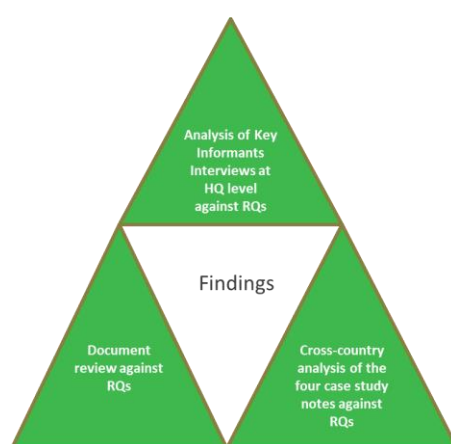 Analysis of Key
Informants
Interviews at
HQ level
against RQs
Findings
Document
review against
RQs
Cross-country
analysis of the
four case study
notes against
RQs